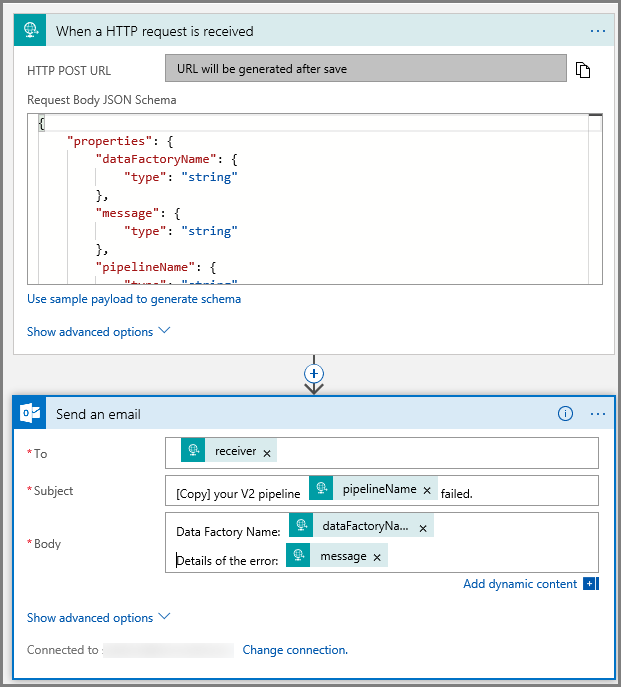 When a HTTP request is received
HTTP POST URL
URL will be generated after save
Request Body JSON Schema
{
"properties": {
"dataFactoryName": {
"type": "string"
},
"message": {
"type": "string"
},
"pipelineName": {
"type": "string"
Use sample payload to generate schema
Show advanced options
Send an email
*To receiver ×
*Subject [Copy] your V2 pipeline pipelineName × failed.
*Body Data Factory Name: dataFactoryNa... ×
Details of the error: message ×
Add dynamic content
Show advanced options
Connected to Change connection.